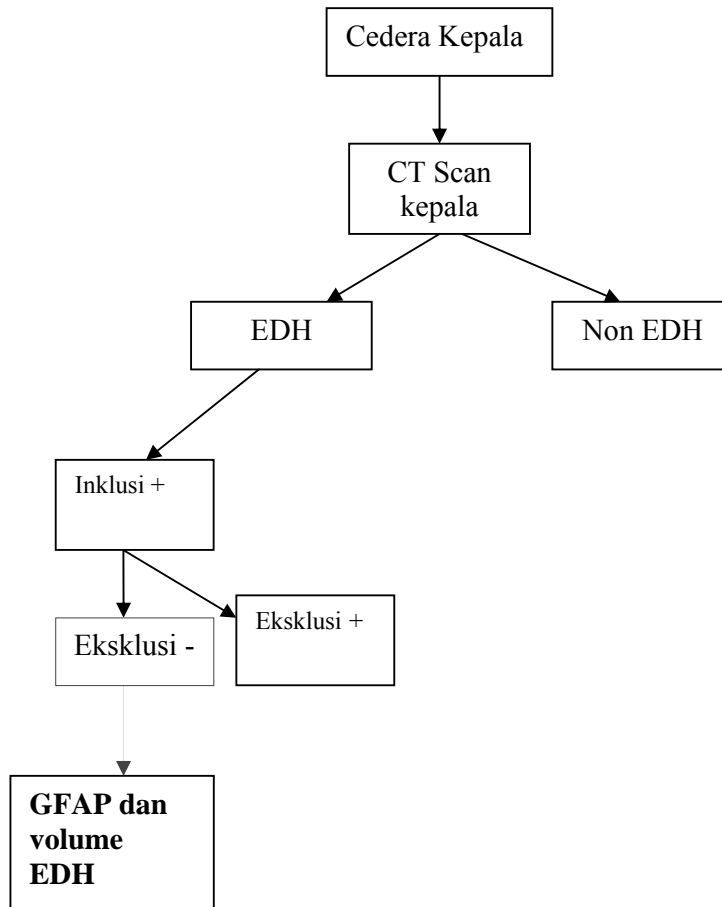 Cedera Kepala
CT Scan
kepala
EDH
Non EDH
Inklusi +
Eksklusi -
Eksklusi +
GFAP dan
volume
EDH